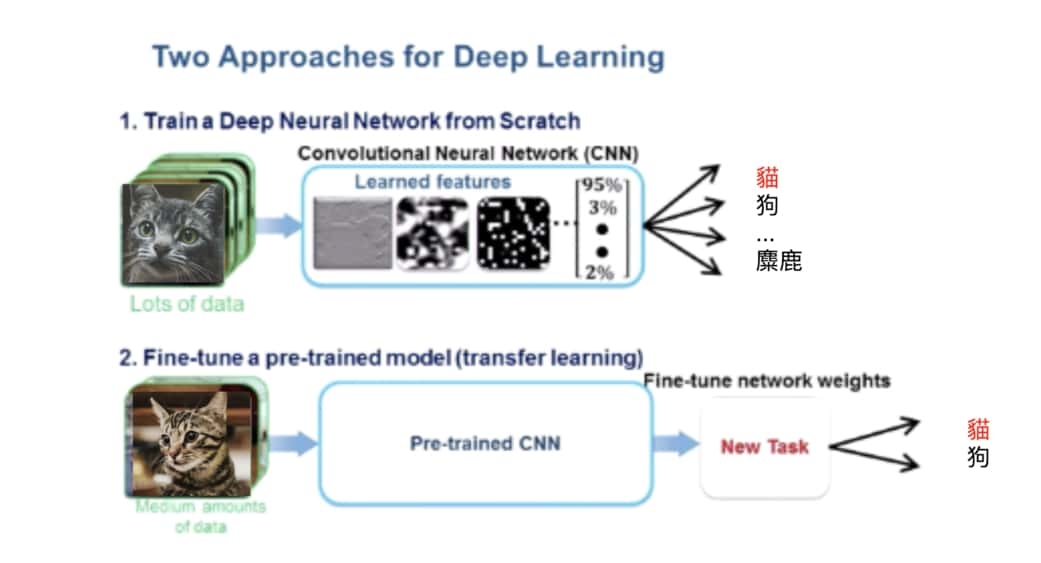 Two Approaches for Deep Learning
1. Train a Deep Neural Network from Scratch
Convolutional Neural Network (CNN)
Learned features
95%
3%
2%
貓
狗
...
麋鹿
Lots of data
2. Fine-tune a pre-trained model (transfer learning)
Fine-tune network weights
Pre-trained CNN
New Task
貓
狗
Medium amounts
of data